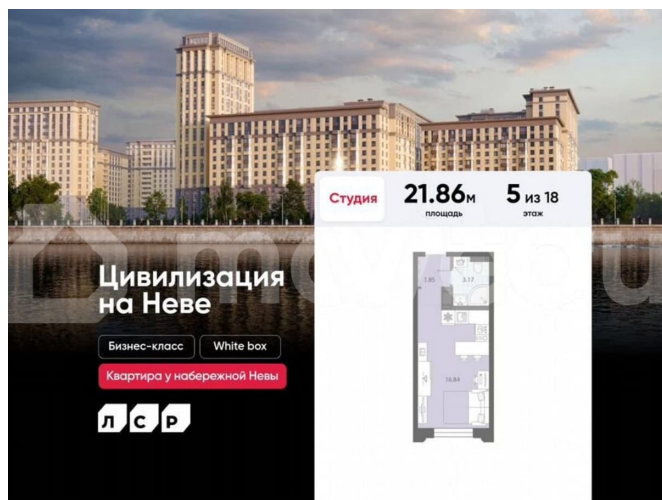 Студия
21.86м
площадь
5 из 18
этаж
Цивилизация
на Неве
Бизнес-класс
White box
Квартира у набережной Невы
ЛСР
1.85
3.17
16.84